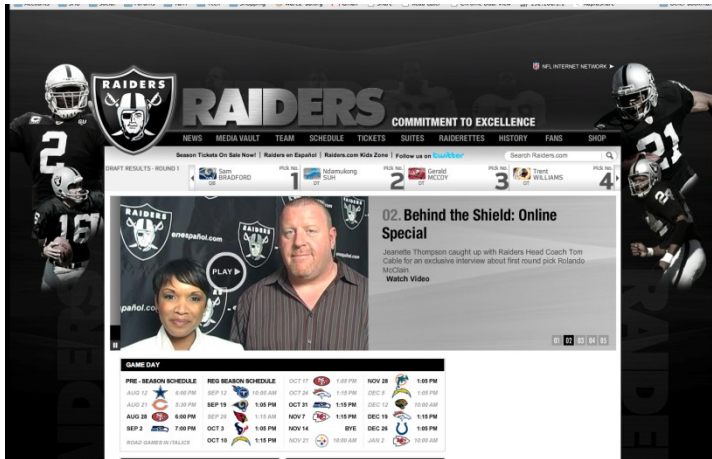 NFL INTERNET NETWORK
RAIDERS
RAIDERS
COMMITMENT TO EXCELLENCE
NEWS MEDIA VAULT TEAM SCHEDULE TICKETS SUITES RAIDERETTES HISTORY FANS SHOP
Season Tickets On Sale Now! | Raiders en Español | Raiders.com Kids Zone | Follow us on twitter
Search Raiders.com
DRAFT RESULTS - ROUND 1
Sam BRADFORD QB Pick No. 1
Ndamukong SUH DT Pick No. 2
Gerald MCCOY DT Pick No. 3
Trent WILLIAMS OT Pick No. 4
RAIDERS
enespañol.com
PLAY
02. Behind the Shield: Online
Special
Jeanette Thompson caught up with Raiders Head Coach Tom
Cable for an exclusive interview about first round pick Rolando
McClain.
Watch Video
01 02 03 04 05
GAME DAY
PRE - SEASON SCHEDULE REG SEASON SCHEDULE OCT 17 1:05 PM NOV 28 1:05 PM
AUG 12 6:00 PM SEP 12 10:00 AM OCT 24 1:15 PM DEC 5 1:05 PM
AUG 21 5:30 PM SEP 19 1:05 PM OCT 31 1:15 PM DEC 12 10:00 AM
AUG 28 6:00 PM SEP 26 1:15 AM NOV 7 1:15 PM DEC 19 1:15 PM
SEP 2 7:00 PM OCT 3 1:05 PM NOV 14 BYE DEC 26 1:05 PM
ROAD GAMES IN ITALICS OCT 10 1:15 PM NOV 21 10:00 AM JAN 2 10:00 AM